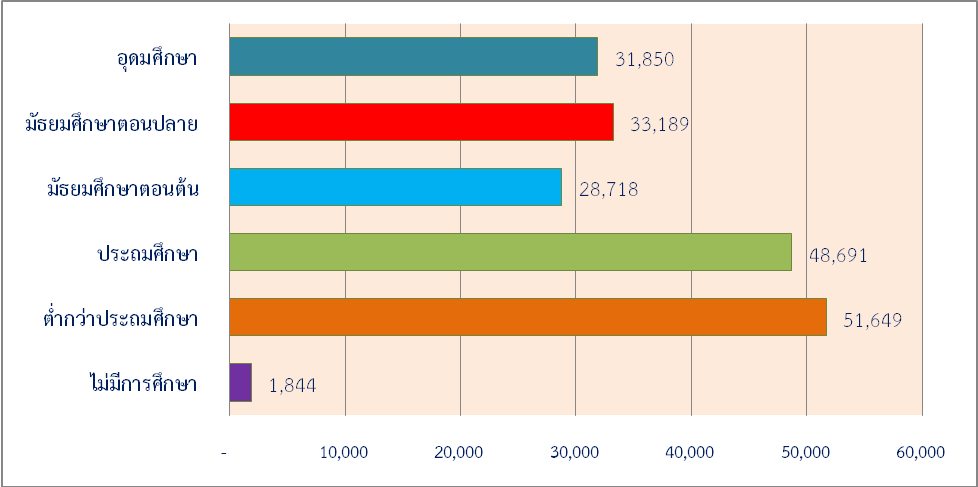 อุดมศึกษา 31,850
มัธยมศึกษาตอนปลาย 33,189
มัธยมศึกษาตอนต้น 28,718
ประถมศึกษา 48,691
ต่ำกว่าประถมศึกษา 51,649
ไม่มีการศึกษา 1,844
- 10,000 20,000 30,000 40,000 50,000 60,000